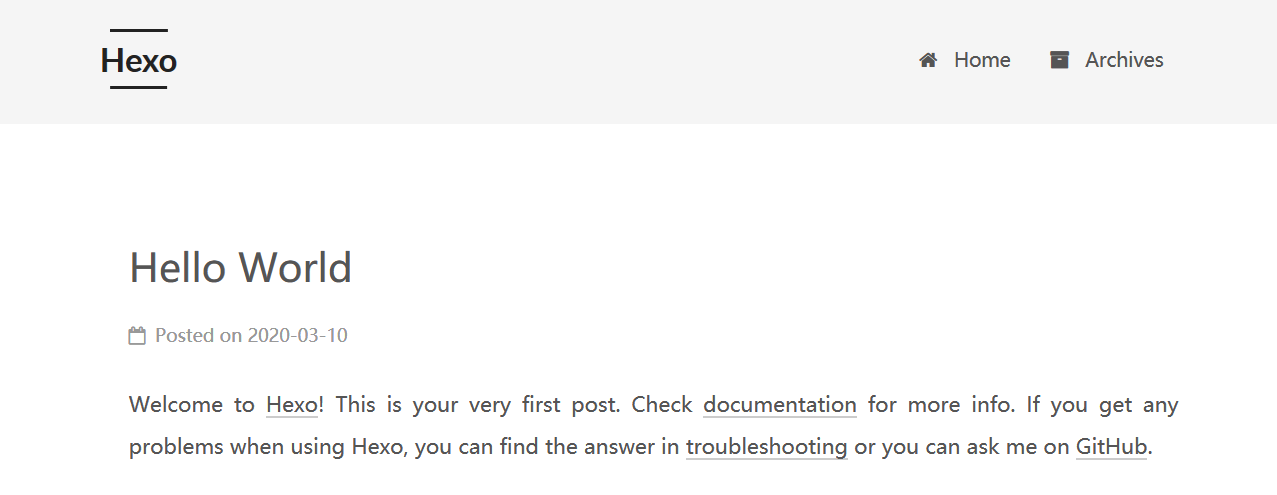 Hexo
Home
Archives
Hello World
Posted on 2020-03-10
Welcome to Hexo! This is your very first post. Check documentation for more info. If you get any
problems when using Hexo, you can find the answer in troubleshooting or you can ask me on GitHub.